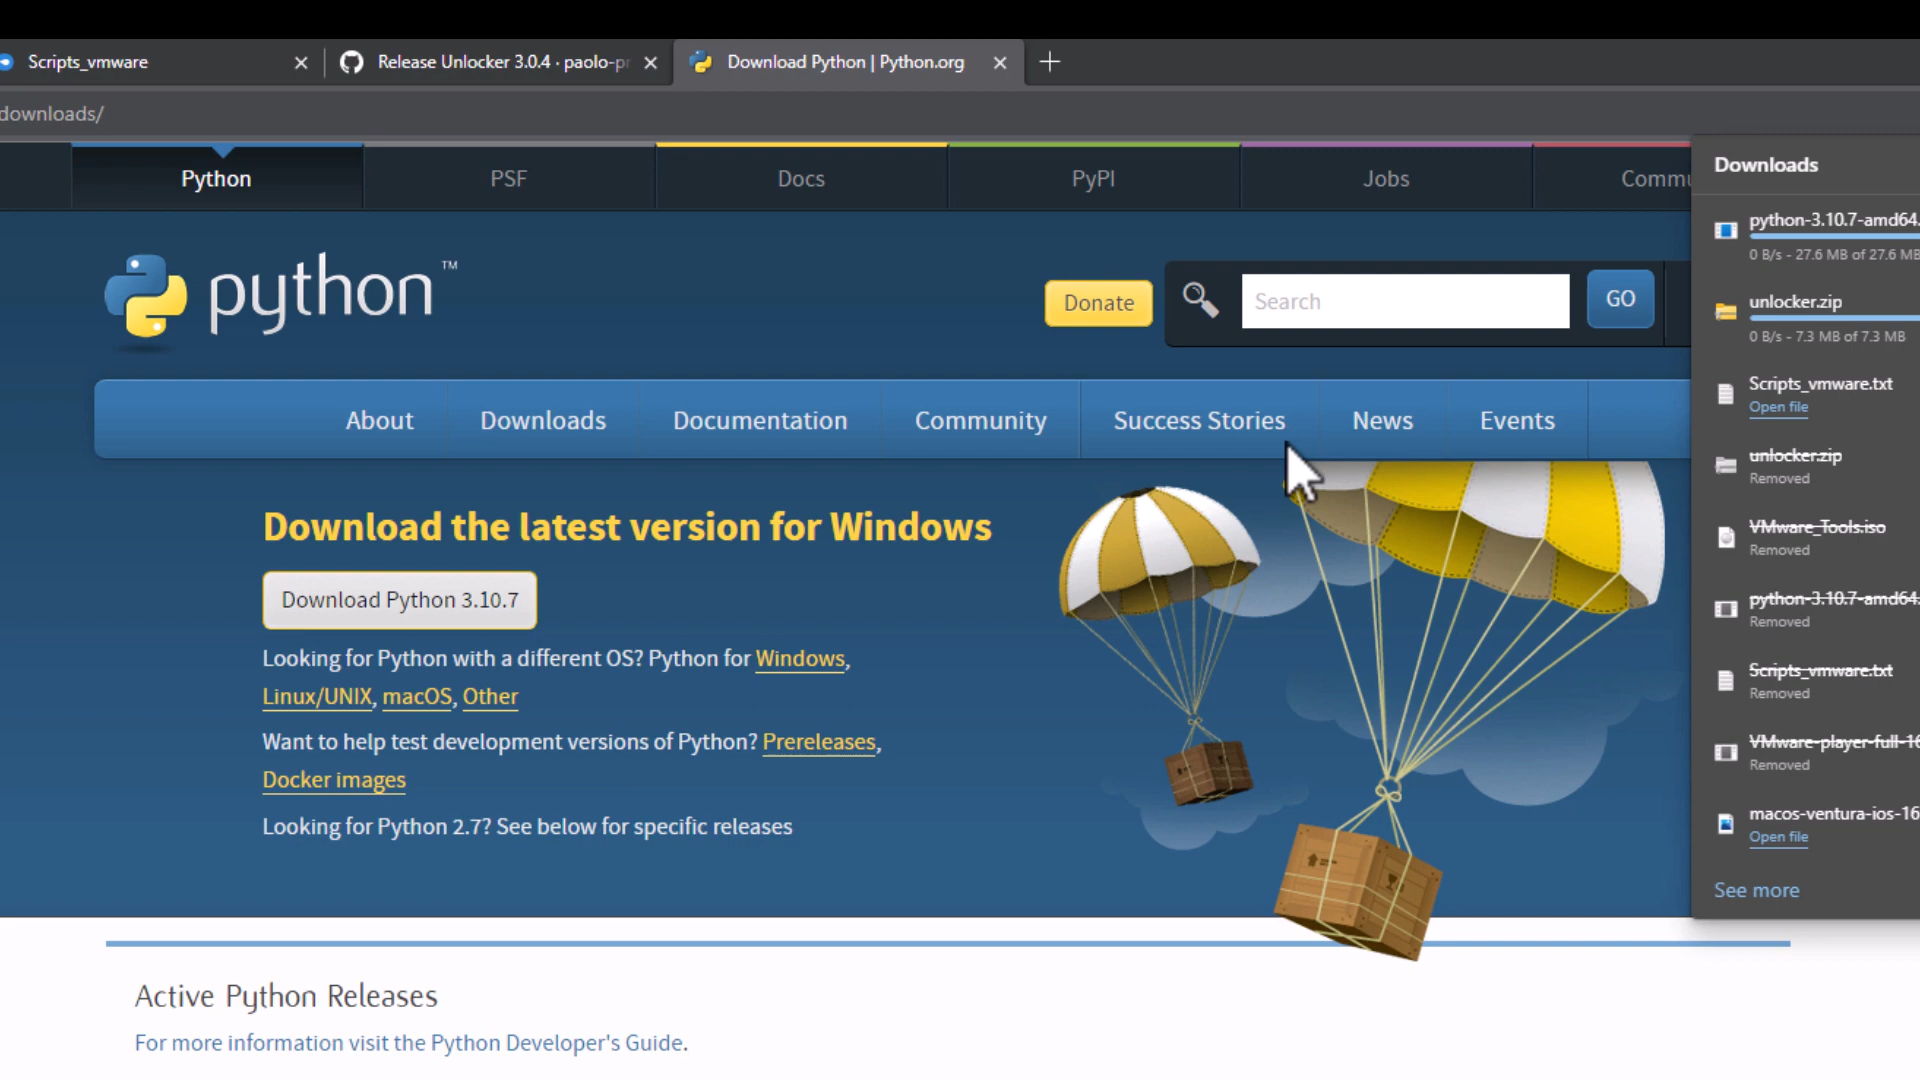 Scripts_vmware
Release Unlocker 3.0.4 · paolo-pr
Download Python | Python.org
downloads/
Python
PSF
Docs
PyPI
Jobs
Commu
python™
Donate
Search
GO
About
Downloads
Documentation
Community
Success Stories
News
Events
Download the latest version for Windows
Download Python 3.10.7
Looking for Python with a different OS? Python for Windows,
Linux/UNIX, macOS, Other
Want to help test development versions of Python? Prereleases,
Docker images
Looking for Python 2.7? See below for specific releases
Active Python Releases
For more information visit the Python Developer's Guide.
Downloads
python-3.10.7-amd64.
0 B/s - 27.6 MB of 27.6 MB
unlocker.zip
0 B/s - 7.3 MB of 7.3 MB
Scripts_vmware.txt
Open file
unlocker.zip
Removed
VMware_Tools.iso
Removed
python-3.10.7-amd64.
Removed
Scripts_vmware.txt
Removed
VMware-player-full-16
Removed
macos-ventura-ios-16
Open file
See more